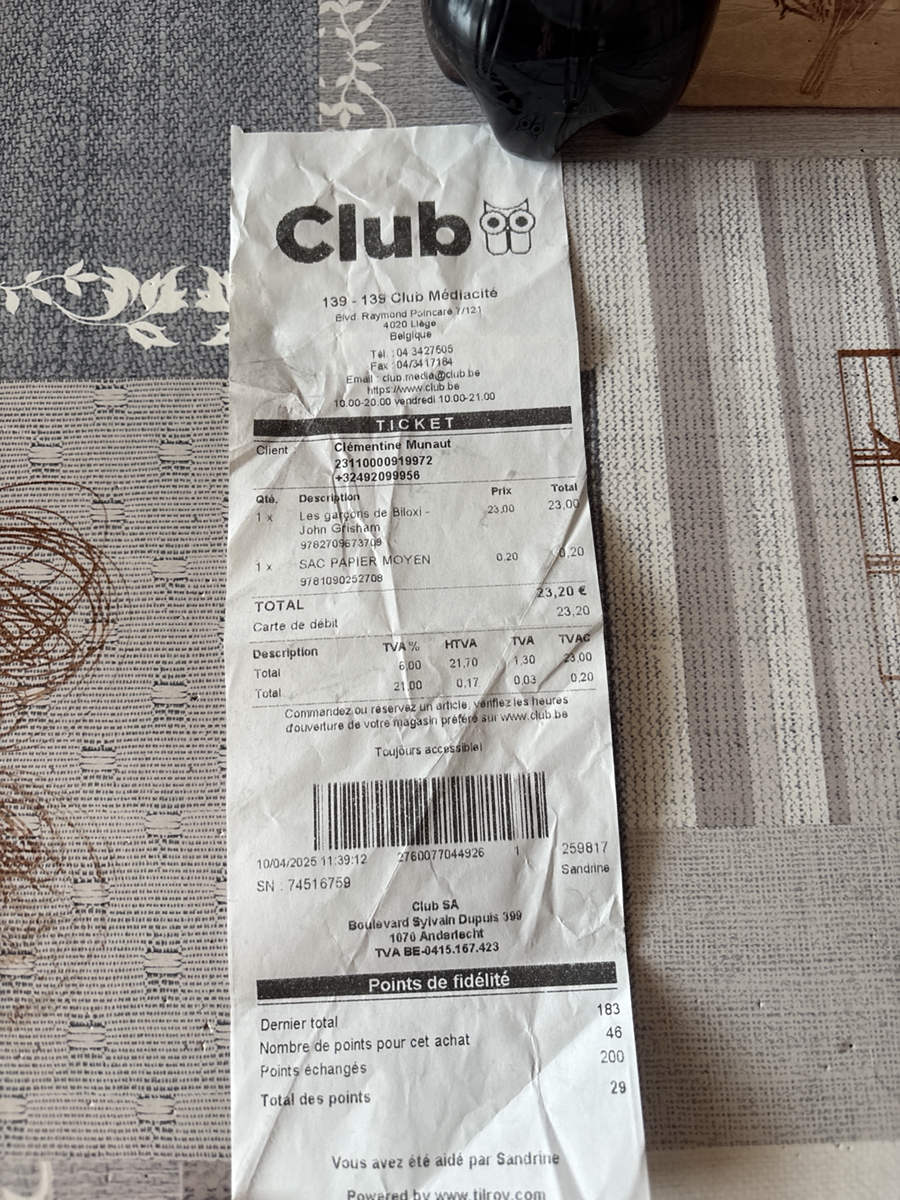 Club
139 - 139 Club Médiacité
Blvd. Raymond Poincaré 7/121
4020 Liège
Belgique
Tél. : 04 3427605
Fax : 04/3417184
Email : club.media@club.be
https://www.club.be
10.00-20.00 vendredi 10.00-21.00
TICKET
Client : Clémentine Munaut
23110000919972
+32492099956
Qté. Description Prix Total
1 x Les garçons de Biloxi - 23,00 23,00
John Grisham
9782709673709
1 x SAC PAPIER MOYEN 0,20 0,20
9781090252708
TOTAL 23,20 €
Carte de débit 23,20
Description TVA % HTVA TVA TVAC
Total 6,00 21,70 1,30 23,00
Total 21,00 0,17 0,03 0,20
Commandez ou réservez un article, vérifiez les heures
d'ouverture de votre magasin préféré sur www.club.be
Toujours accessible!
10/04/2025 11:39:12 2760077044926 1 259817
SN : 74516759 Sandrine
Club SA
Boulevard Sylvain Dupuis 399
1070 Anderlecht
TVA BE-0415.167.423
Points de fidélité
Dernier total 183
Nombre de points pour cet achat 46
Points échangés 200
Total des points 29
Vous avez été aidé par Sandrine
Powered by www.tilroy.com